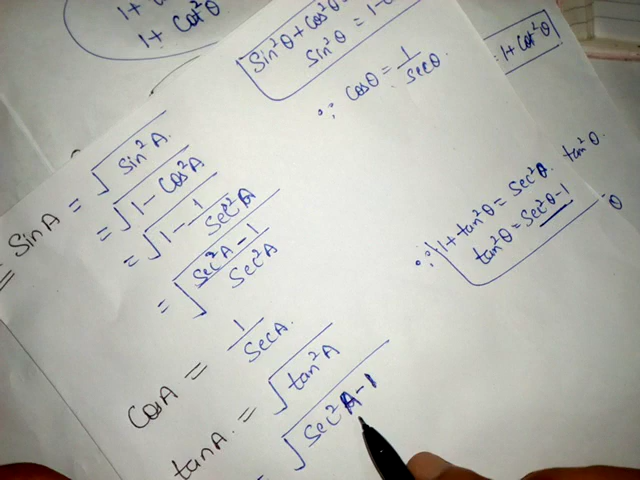 1 + cot²θ
sin²θ + cos²θ =
sin²θ = 1 -
∵ cosθ = 1/secθ
= 1 + cot²θ
sinA = √sin²A.
= √1 - cos²A
= √1 - 1/sec²A
= √sec²A - 1/sec²A
tan²θ.
∵ 1 + tan²θ = sec²θ.
tan²θ = sec²θ - 1
θ
cosA = 1/secA.
tanA. = √tan²A
= √sec²A - 1